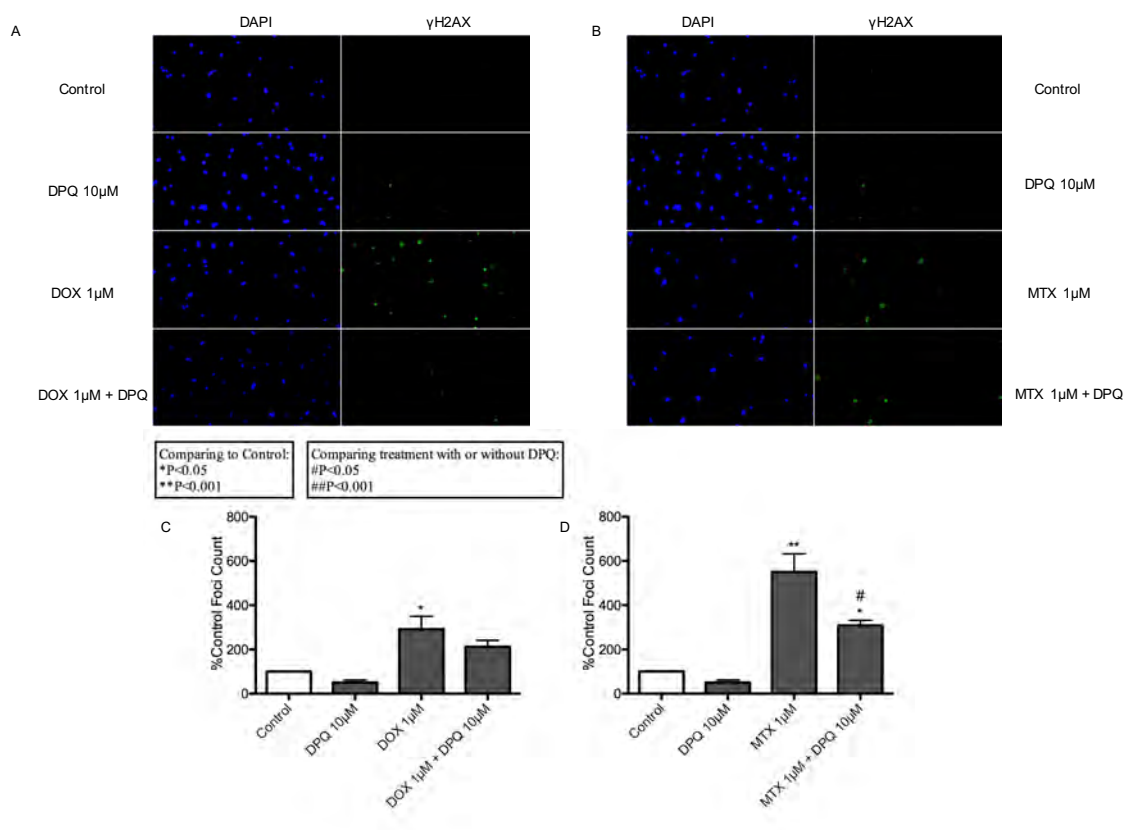 A
DAPI
γH2AX
Control
DPQ 10µM
DOX 1µM
DOX 1µM + DPQ
B
DAPI
γH2AX
Control
DPQ 10µM
MTX 1µM
MTX 1µM + DPQ
Comparing to Control:
*P<0.05
**P<0.001
Comparing treatment with or without DPQ:
#P<0.05
##P<0.001
C
%Control Foci Count
800
600
400
200
0
*
Control
DPQ 10µM
DOX 1µM
DOX 1µM + DPQ 10µM
D
%Control Foci Count
800
600
400
200
0
**
#
*
Control
DPQ 10µM
MTX 1µM
MTX 1µM + DPQ 10µM